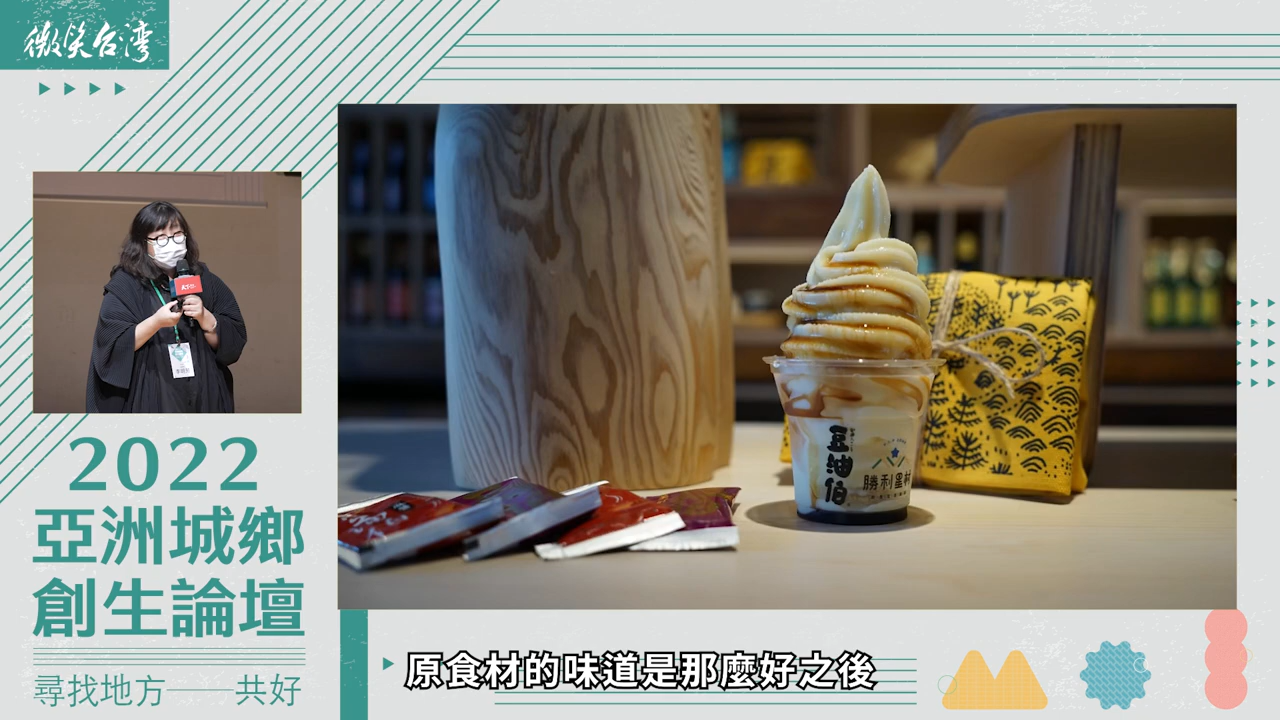 微笑台灣
2022
亞洲城鄉
創生論壇
尋找地方──共好
豆油伯
勝利星村
原食材的味道是那麼好之後